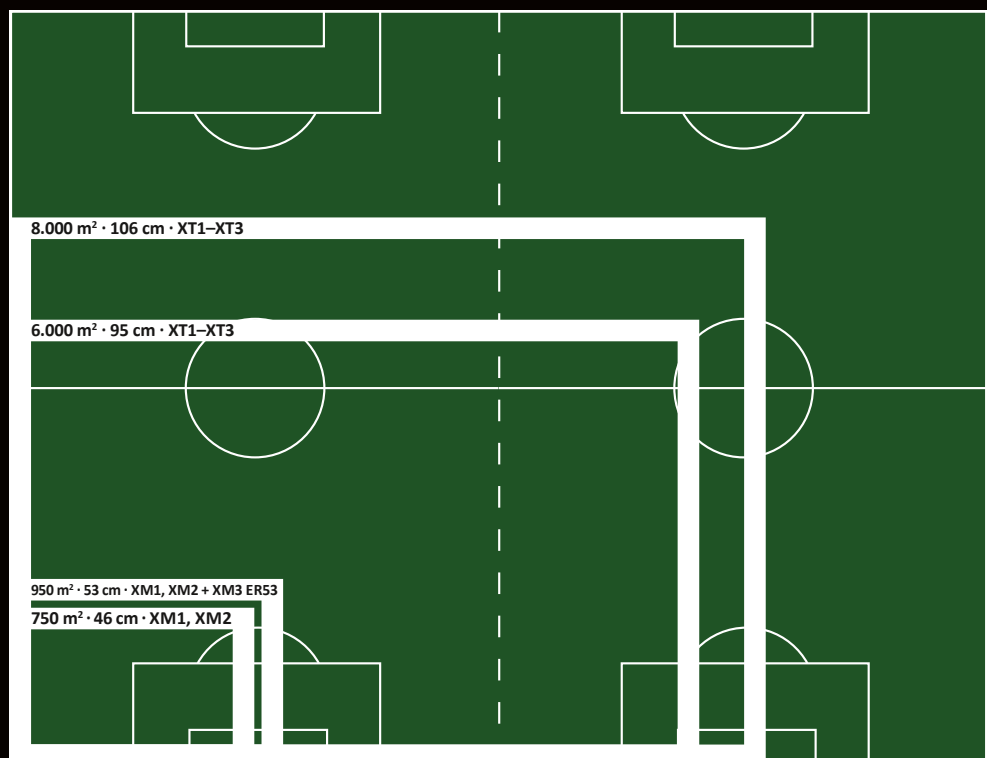 8.000 m² · 106 cm · XT1–XT3
6.000 m² · 95 cm · XT1–XT3
950 m² · 53 cm · XM1, XM2 + XM3 ER53
750 m² · 46 cm · XM1, XM2